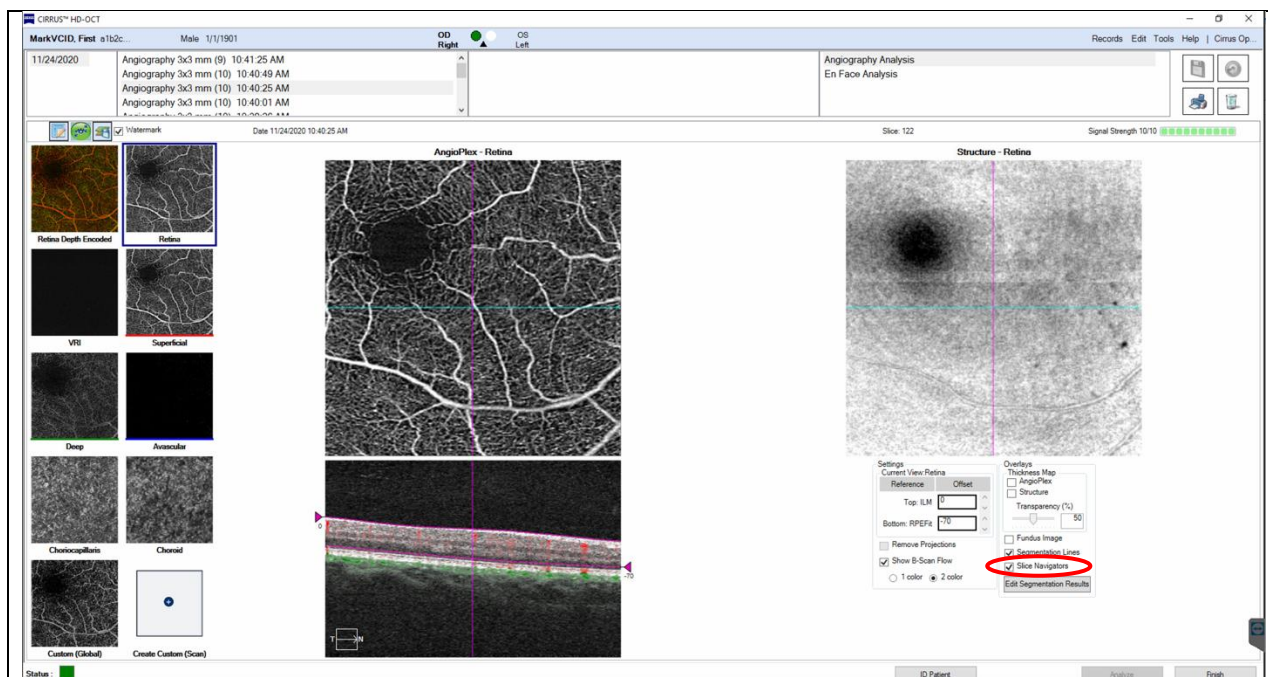 CIRRUS™ HD-OCT
MarkVCID, First a1b2c... Male 1/1/1901 OD Right OS Left Records Edit Tools Help | Cirrus Op...
11/24/2020
Angiography 3x3 mm (9) 10:41:25 AM
Angiography 3x3 mm (10) 10:40:49 AM
Angiography 3x3 mm (10) 10:40:25 AM
Angiography 3x3 mm (10) 10:40:01 AM
Angiography Analysis
En Face Analysis
Watermark
Date 11/24/2020 10:40:25 AM
Slice: 122
Signal Strength 10/10
AngioPlex - Retina
Structure - Retina
Retina Depth Encoded
Retina
VRI
Superficial
Deep
Avascular
Choriocapillaris
Choroid
Custom (Global)
Create Custom (Scan)
0
-70
T N
Settings
Current View:Retina
Reference Offset
Top: ILM 0
Bottom: RPEFit -70
Remove Projections
Show B-Scan Flow
1 color 2 color
Overlays
Thickness Map
AngioPlex
Structure
Transparency (%)
50
Fundus Image
Segmentation Lines
Slice Navigators
Edit Segmentation Results
Status :
ID Patient
Analyze
Finish